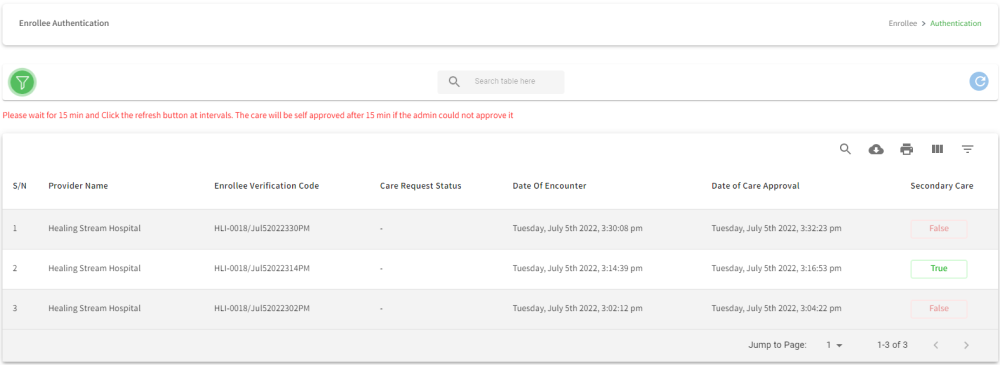 Enrollee Authentication
Enrollee > Authentication
Search table here
Please wait for 15 min and Click the refresh button at intervals. The care will be self approved after 15 min if the admin could not approve it
S/N Provider Name Enrollee Verification Code Care Request Status Date Of Encounter Date of Care Approval Secondary Care
1 Healing Stream Hospital HLI-0018/Jul52022330PM - Tuesday, July 5th 2022, 3:30:08 pm Tuesday, July 5th 2022, 3:32:23 pm False
2 Healing Stream Hospital HLI-0018/Jul52022314PM - Tuesday, July 5th 2022, 3:14:39 pm Tuesday, July 5th 2022, 3:16:53 pm True
3 Healing Stream Hospital HLI-0018/Jul52022302PM - Tuesday, July 5th 2022, 3:02:12 pm Tuesday, July 5th 2022, 3:04:22 pm False
Jump to Page: 1 1-3 of 3